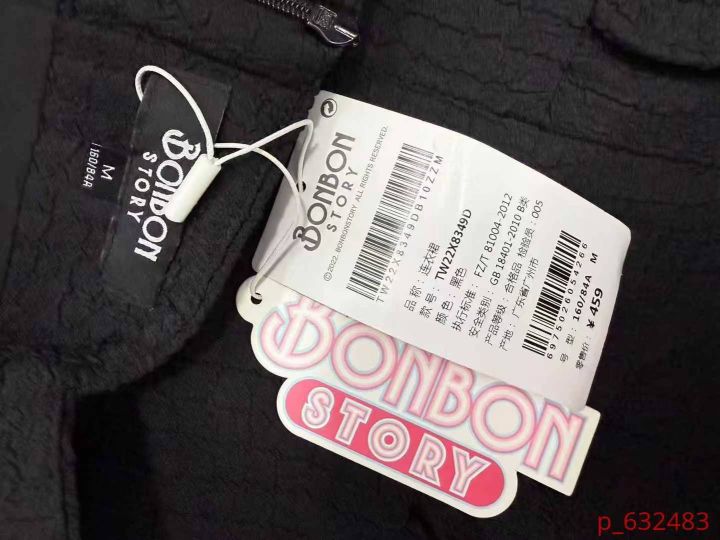 BONBON
STORY
M
160/84A
BONBON
STORY
©2022. BONBONSTORY ALL RIGHTS RESERVED.
TW22X8349DB10ZZM
品 称：连衣裙
款 号：TW22X8349D
颜 色：黑色
执行标准：FZ/T 81004-2012
安全类别：GB 18401-2010 B类
产品等级：合格品 检验员：005
产 地：广东省广州市
6975026054266
号 型：160/84A M
零售价：￥459
BONBON
STORY
p_632483